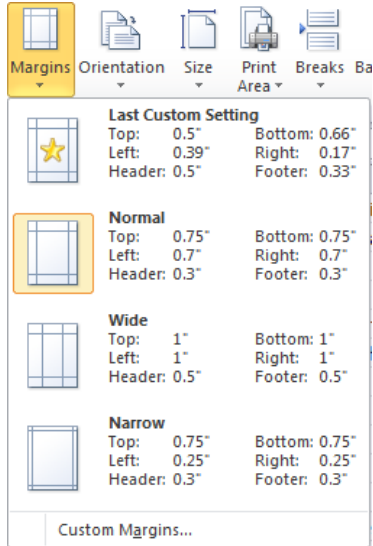 Margins Orientation Size Print Breaks Ba
Area
Last Custom Setting
Top: 0.5" Bottom: 0.66"
Left: 0.39" Right: 0.17"
Header: 0.5" Footer: 0.33"
Normal
Top: 0.75" Bottom: 0.75"
Left: 0.7" Right: 0.7"
Header: 0.3" Footer: 0.3"
Wide
Top: 1" Bottom: 1"
Left: 1" Right: 1"
Header: 0.5" Footer: 0.5"
Narrow
Top: 0.75" Bottom: 0.75"
Left: 0.25" Right: 0.25"
Header: 0.3" Footer: 0.3"
Custom Margins...